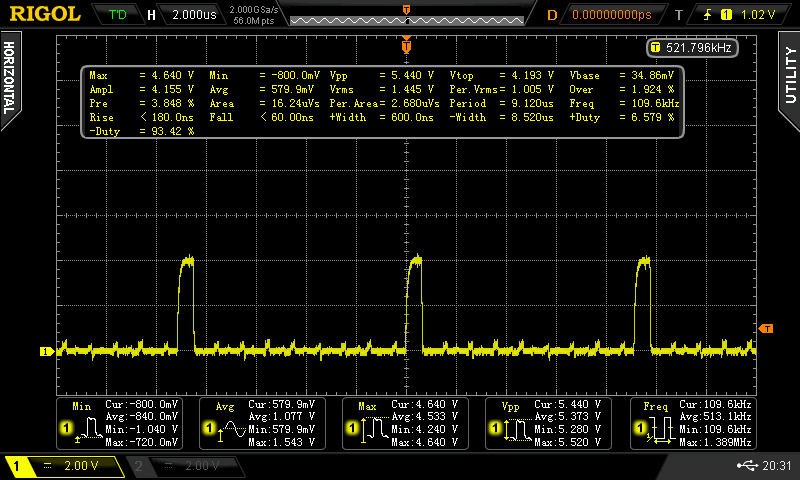 RIGOL T'D H 2.000us 2.000GSa/s 56.0M pts D 0.00000000ps T 1 1.02 V
HORIZONTAL
UTILITY
T 521.796kHz
Max = 4.640 V Min = -800.0mV Vpp = 5.440 V Vtop = 4.193 V Vbase = 34.86mV
Ampl = 4.155 V Avg = 579.9mV Vrms = 1.445 V Per.Vrms= 1.005 V Over = 1.924 %
Pre = 3.848 % Area = 16.24uVs Per.Area= 2.680uVs Period = 9.120us Freq = 109.6kHz
Rise < 180.0ns Fall < 60.00ns +Width = 600.0ns -Width = 8.520us +Duty = 6.579 %
-Duty = 93.42 %
T
T
1
Min Cur:-800.0mV
Avg:-840.0mV
1 Min:-1.040 V
Max:-720.0mV
Avg Cur:579.9mV
Avg:1.077 V
1 Min:579.9mV
Max:1.543 V
Max Cur:4.640 V
Avg:4.533 V
1 Min:4.240 V
Max:4.640 V
Vpp Cur:5.440 V
Avg:5.373 V
1 Min:5.280 V
Max:5.520 V
Freq Cur:109.6kHz
Avg:513.1kHz
1 Min:109.6kHz
Max:1.389MHz
1 2.00 V 2 2.00 V 20:31